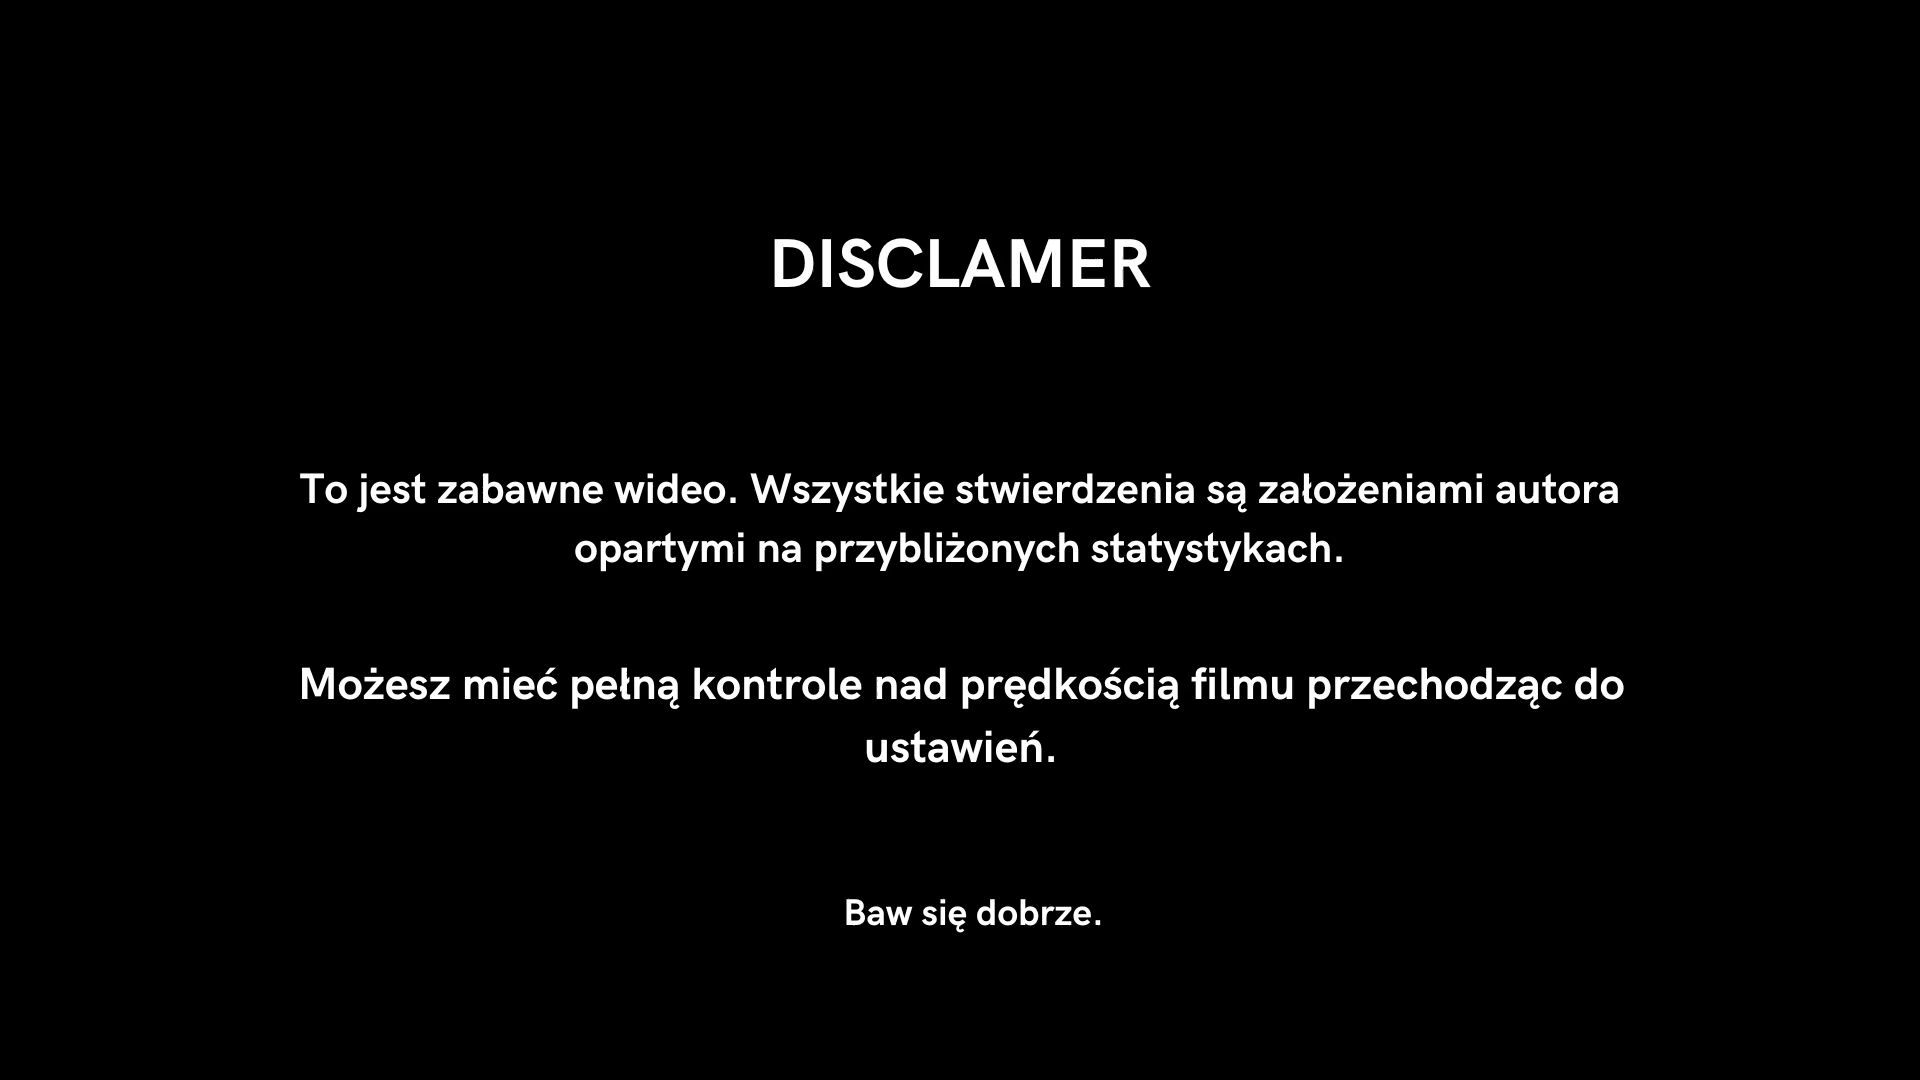 DISCLAMER
To jest zabawne wideo. Wszystkie stwierdzenia są założeniami autora
opartymi na przybliżonych statystykach.
Możesz mieć pełną kontrole nad prędkością filmu przechodząc do
ustawień.
Baw się dobrze.